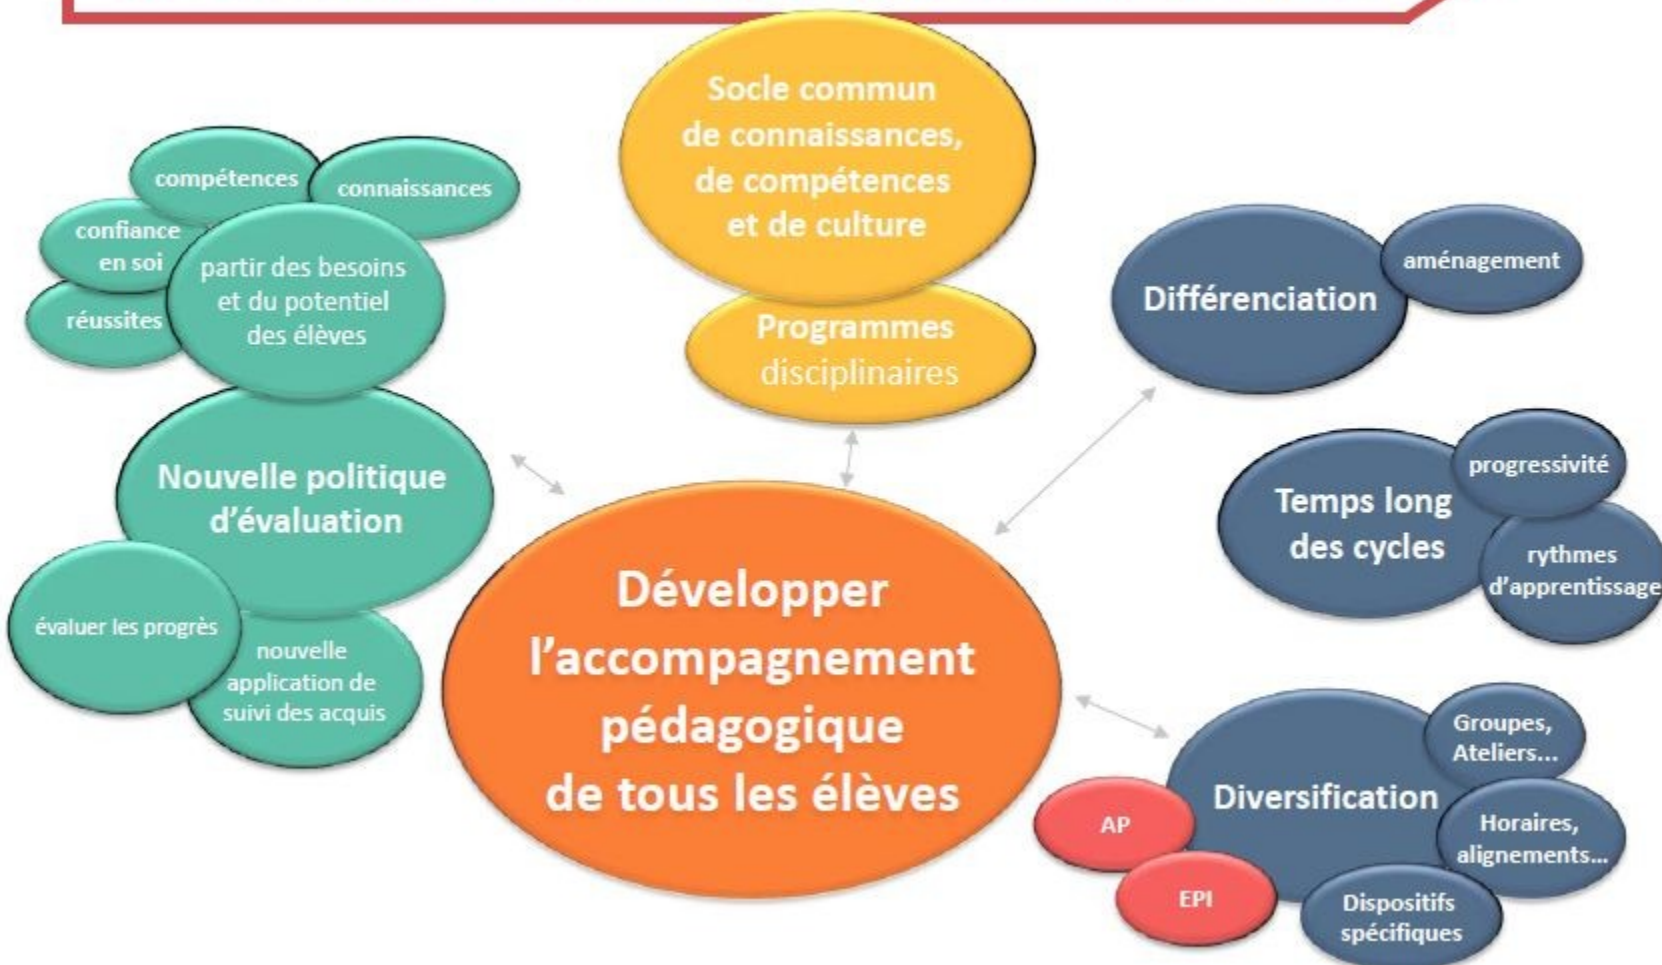 Socle commun
de connaissances,
de compétences
et de culture
Programmes
disciplinaires
compétences
connaissances
confiance
en soi
réussites
partir des besoins
et du potentiel
des élèves
Nouvelle politique
d'évaluation
évaluer les progrès
nouvelle
application de
suivi des acquis
Développer
l'accompagnement
pédagogique
de tous les élèves
Différenciation
aménagement
Temps long
des cycles
progressivité
rythmes
d'apprentissage
Diversification
Groupes,
Ateliers...
Horaires,
alignements...
Dispositifs
spécifiques
AP
EPI